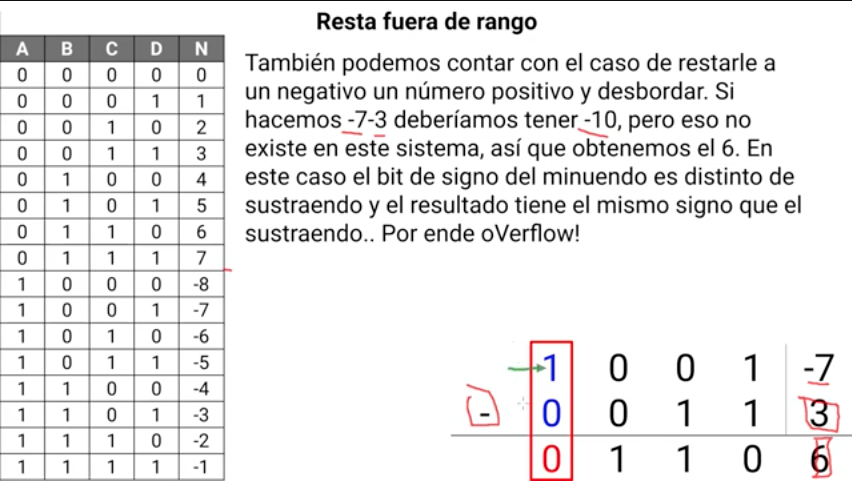 Resta fuera de rango
A B C D N
0 0 0 0 0
0 0 0 1 1
0 0 1 0 2
0 0 1 1 3
0 1 0 0 4
0 1 0 1 5
0 1 1 0 6
0 1 1 1 7
1 0 0 0 -8
1 0 0 1 -7
1 0 1 0 -6
1 0 1 1 -5
1 1 0 0 -4
1 1 0 1 -3
1 1 1 0 -2
1 1 1 1 -1
También podemos contar con el caso de restarle a
un negativo un número positivo y desbordar. Si
hacemos -7-3 deberíamos tener -10, pero eso no
existe en este sistema, así que obtenemos el 6. En
este caso el bit de signo del minuendo es distinto de
sustraendo y el resultado tiene el mismo signo que el
sustraendo.. Por ende oVerflow!
1 0 0 1 -7
- 0 0 1 1 3
0 1 1 0 6